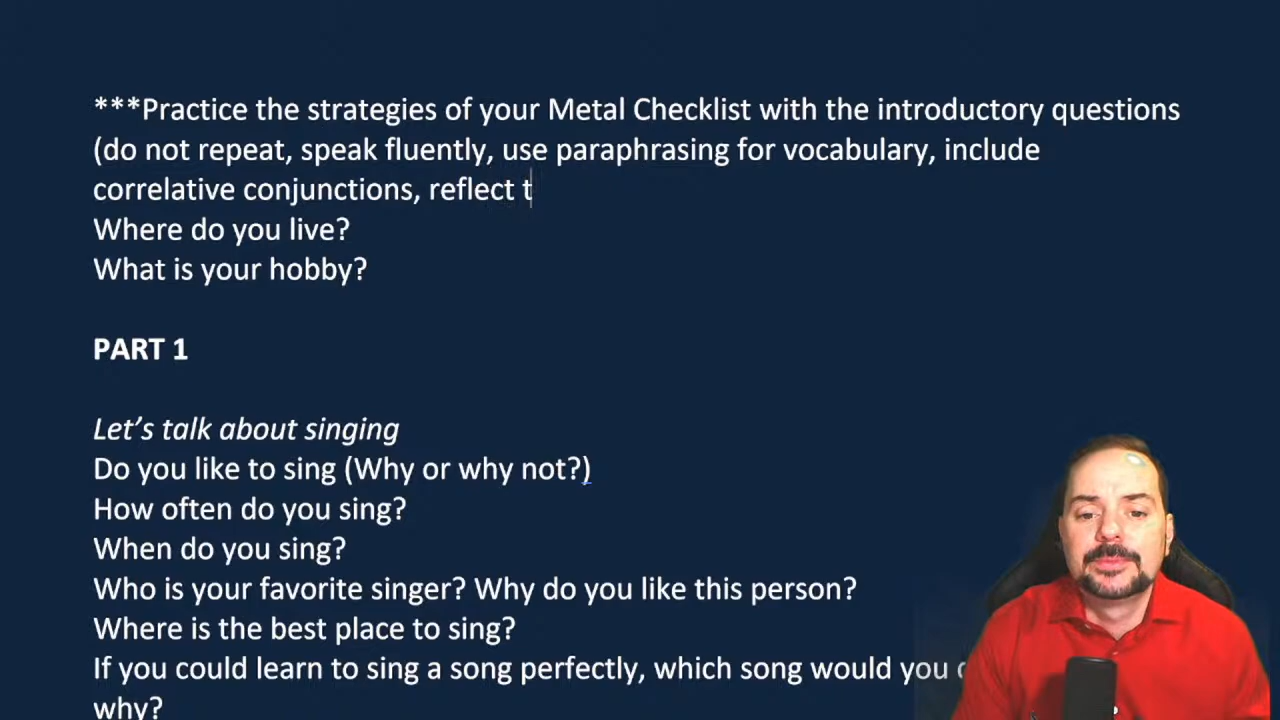 ***Practice the strategies of your Metal Checklist with the introductory questions
(do not repeat, speak fluently, use paraphrasing for vocabulary, include
correlative conjunctions, reflect t
Where do you live?
What is your hobby?
PART 1
Let’s talk about singing
Do you like to sing (Why or why not?)
How often do you sing?
When do you sing?
Who is your favorite singer? Why do you like this person?
Where is the best place to sing?
If you could learn to sing a song perfectly, which song would you
why?